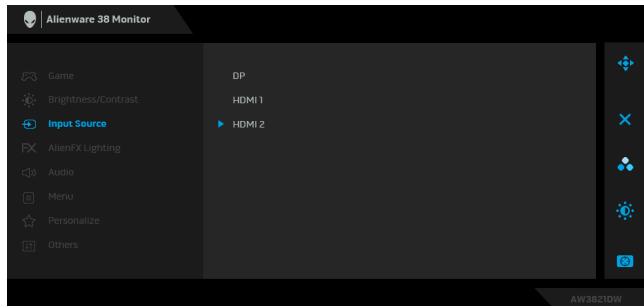 Alienware 38 Monitor
Game
Brightness/Contrast
Input Source
AlienFX Lighting
Audio
Menu
Personalize
Others
DP
HDMI 1
HDMI 2
AW3821DW